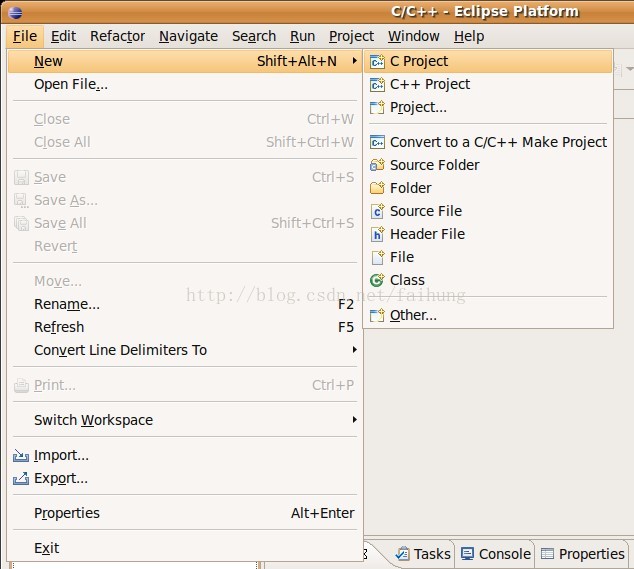 C/C++ - Eclipse Platform
File Edit Refactor Navigate Search Run Project Window Help
New Shift+Alt+N
Open File...
Close Ctrl+W
Close All Shift+Ctrl+W
Save Ctrl+S
Save As...
Save All Shift+Ctrl+S
Revert
Move...
Rename... F2
Refresh F5
Convert Line Delimiters To
Print... Ctrl+P
Switch Workspace
Import...
Export...
Properties Alt+Enter
Exit
C Project
C++ Project
Project...
Convert to a C/C++ Make Project
Source Folder
Folder
Source File
Header File
File
Class
Other...
http://blog.csdn.net/faihung
Tasks Console Properties